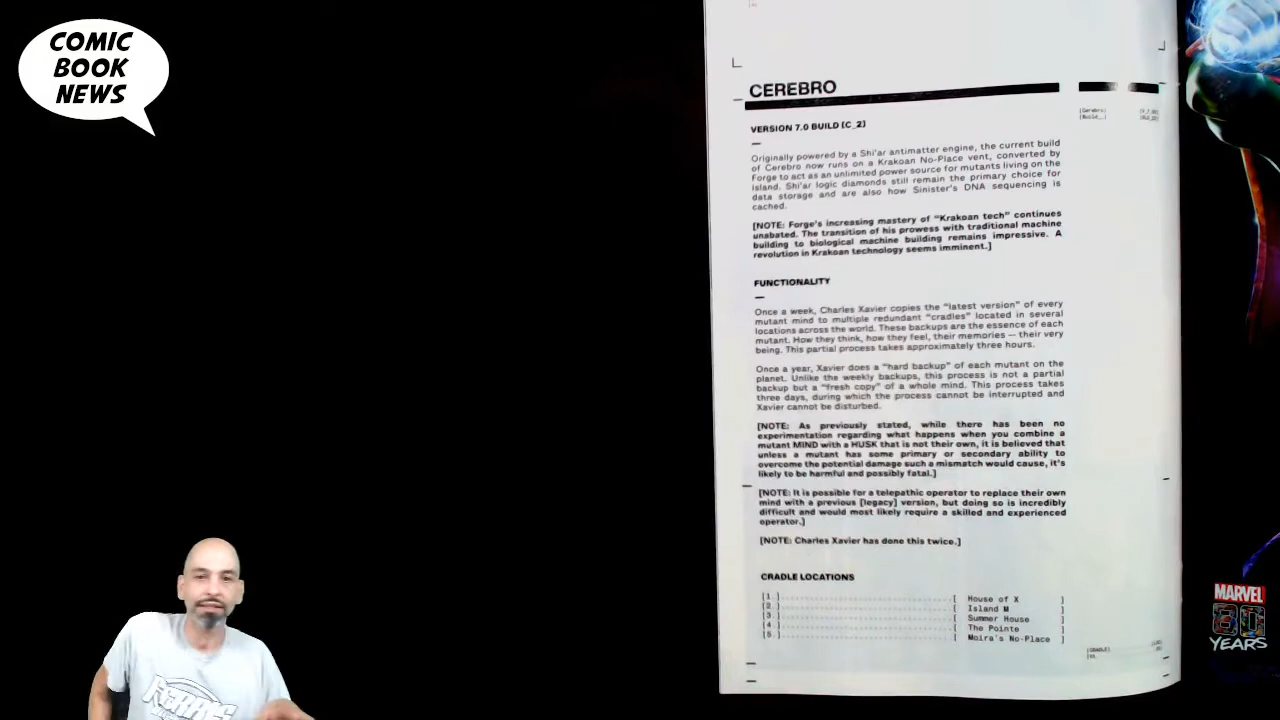 COMIC
BOOK
NEWS
CEREBRO
VERSION 7.0 BUILD [C_2]
Originally powered by a Shi'ar antimatter engine, the current build
of Cerebro now runs on a Krakoan No-Place vent, converted by
Forge to act as an unlimited power source for mutants living on the
island. Shi'ar logic diamonds still remain the primary choice for
data storage and are also how Sinister's DNA sequencing is
cached.
[NOTE: Forge's increasing mastery of "Krakoan tech" continues
unabated. The transition of his prowess with traditional machine
building to biological machine building remains impressive. A
revolution in Krakoan technology seems imminent.]
FUNCTIONALITY
Once a week, Charles Xavier copies the "latest version" of every
mutant mind to multiple redundant "cradles" located in several
locations across the world. These backups are the essence of each
mutant. How they think, how they feel, their memories — their very
being. This partial process takes approximately three hours.
Once a year, Xavier does a "hard backup" of each mutant on the
planet. Unlike the weekly backups, this process is not a partial
backup but a "fresh copy" of a whole mind. This process takes
three days, during which the process cannot be interrupted and
Xavier cannot be disturbed.
[NOTE: As previously stated, while there has been no
experimentation regarding what happens when you combine a
mutant MIND with a HUSK that is not their own, it is believed that
unless a mutant has some primary or secondary ability to
overcome the potential damage such a mismatch would cause, it's
likely to be harmful and possibly fatal.]
[NOTE: It is possible for a telepathic operator to replace their own
mind with a previous [legacy] version, but doing so is incredibly
difficult and would most likely require a skilled and experienced
operator.]
[NOTE: Charles Xavier has done this twice.]
CRADLE LOCATIONS
[1.]..............................[ House of X ]
[2.]..............................[ Island M ]
[3.]..............................[ Summer House ]
[4.]..............................[ The Pointe ]
[5.]..............................[ Moira's No-Place ]
[Cerebro]
[Build_]
[CRADLE]
MARVEL
80
YEARS